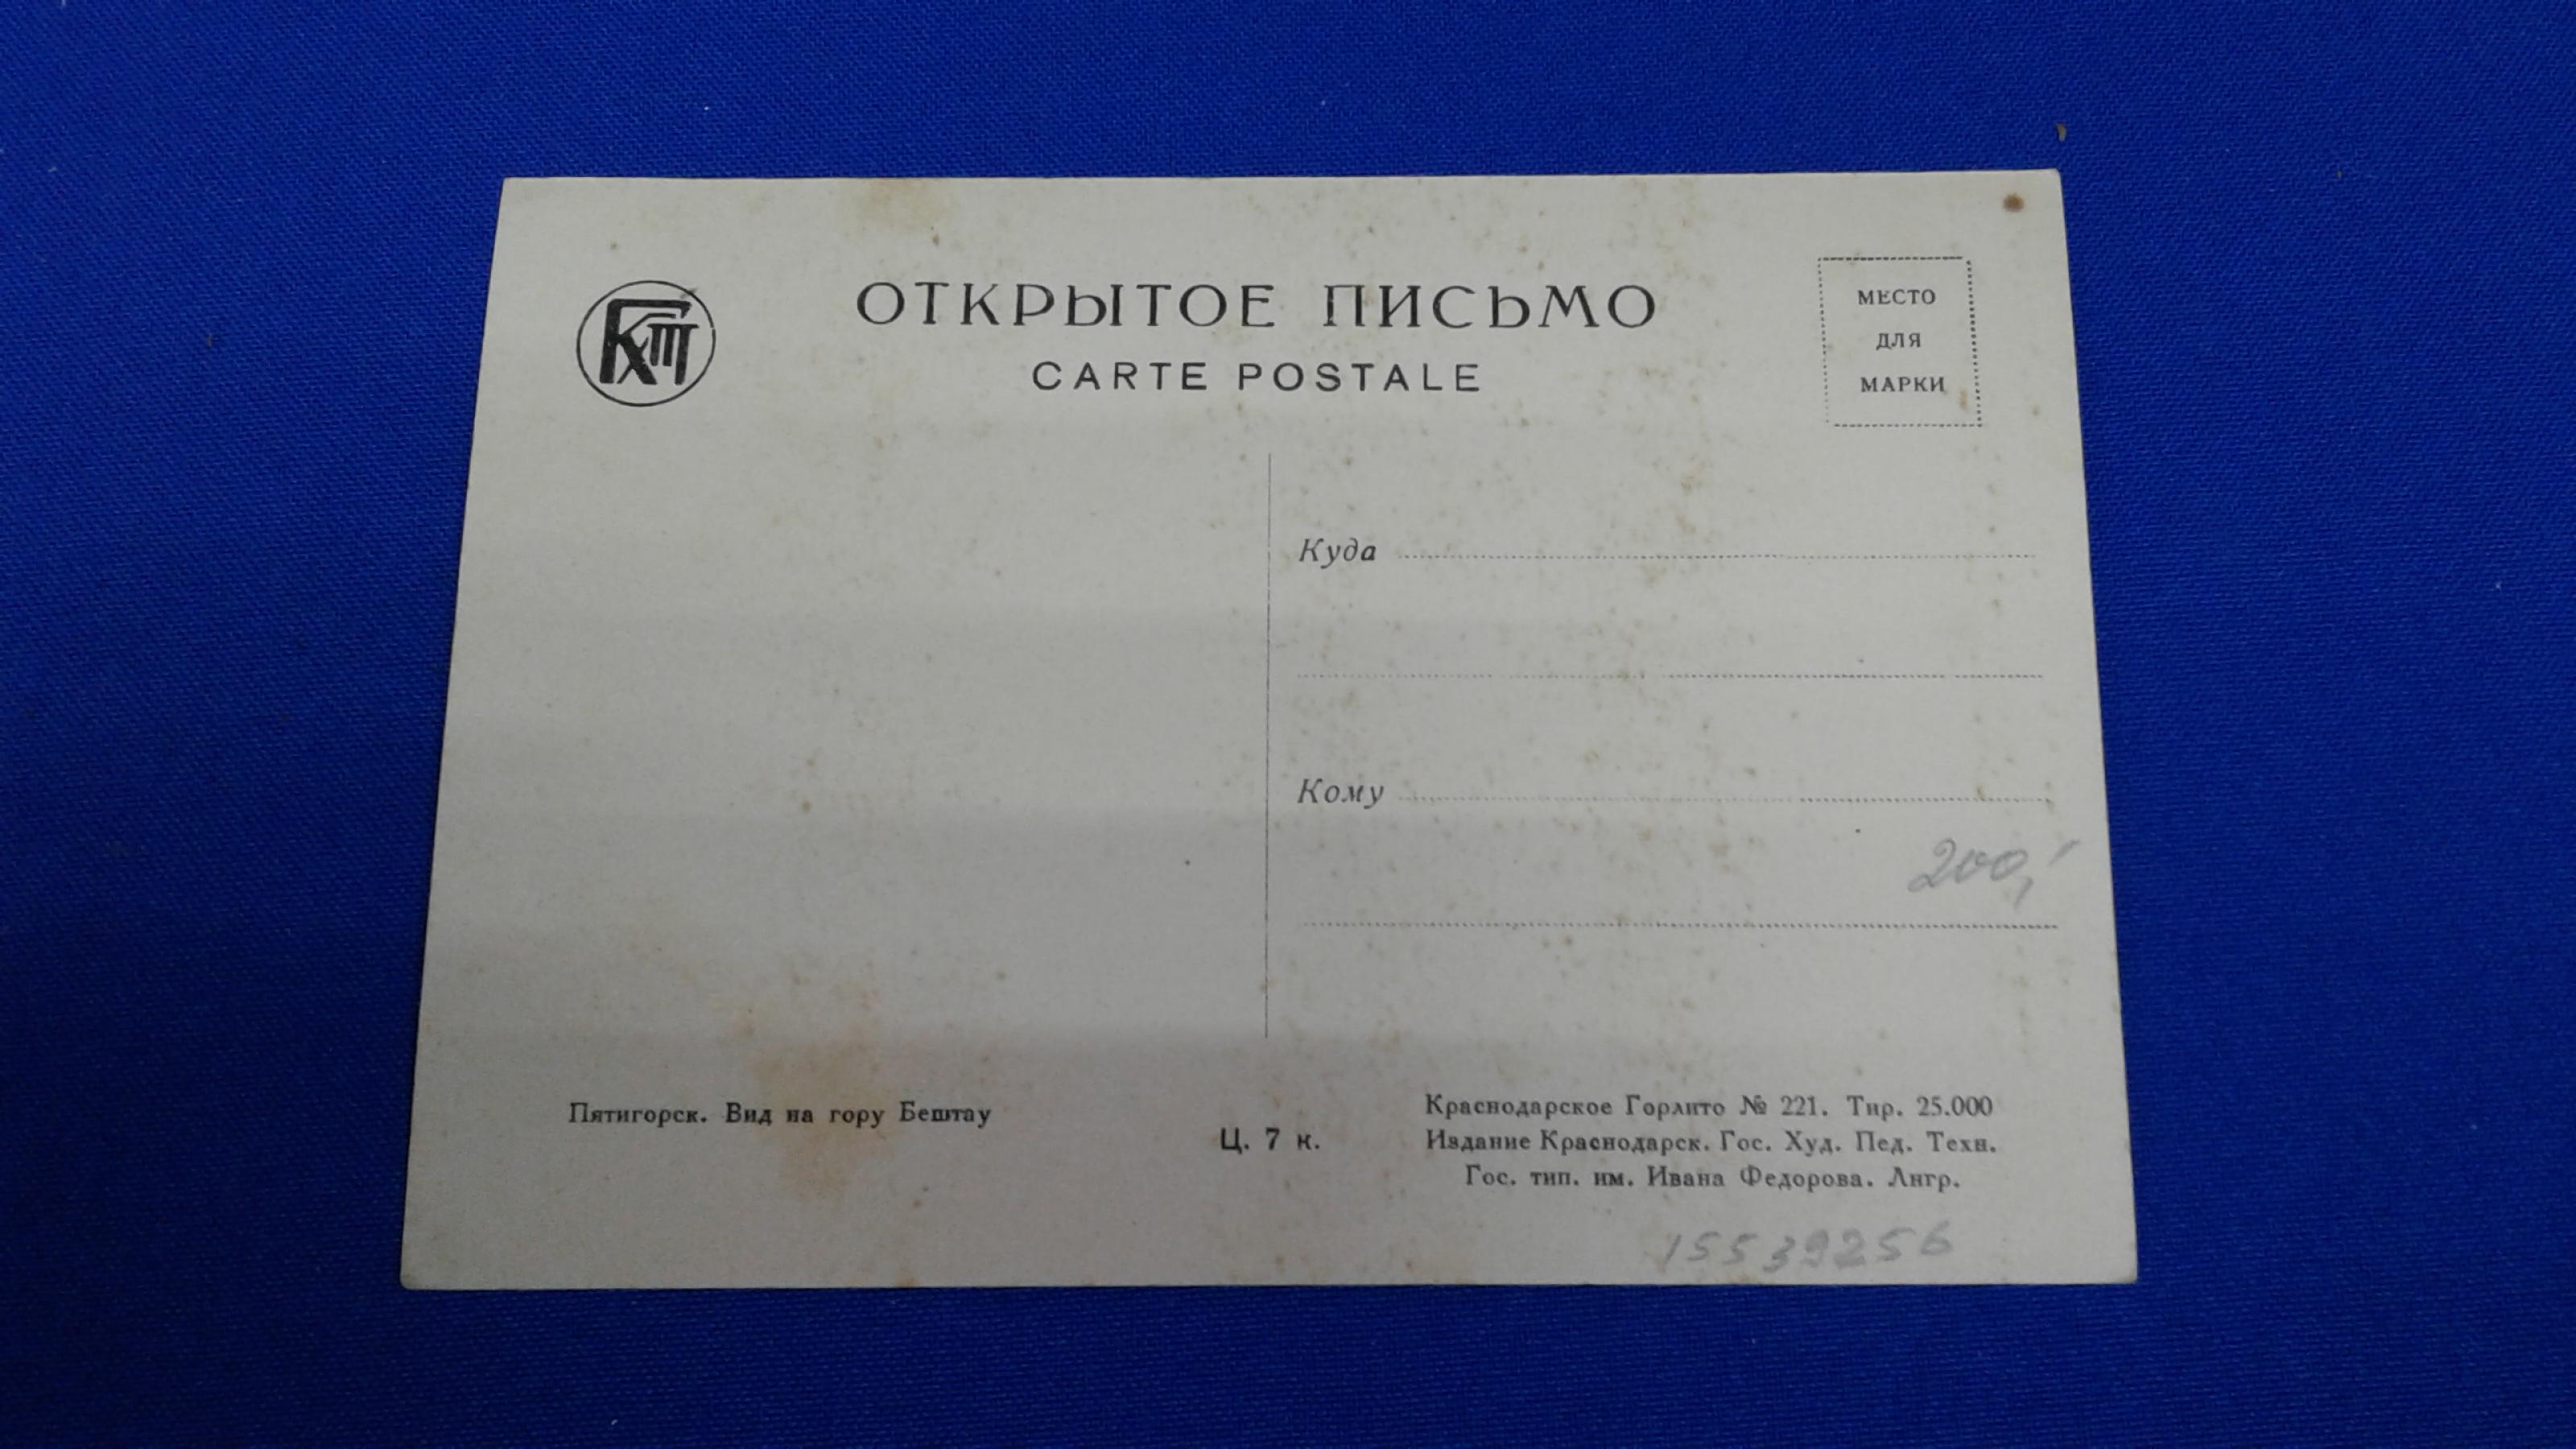 КХПТ
ОТКРЫТОЕ ПИСЬМО
CARTE POSTALE
МЕСТО
ДЛЯ
МАРКИ
Куда
Кому
200,
Пятигорск. Вид на гору Бештау
Ц. 7 к.
Краснодарское Горлито № 221. Тир. 25.000
Издание Краснодарск. Гос. Худ. Пед. Техн.
Гос. тип. им. Ивана Федорова. Лнгр.
15539256